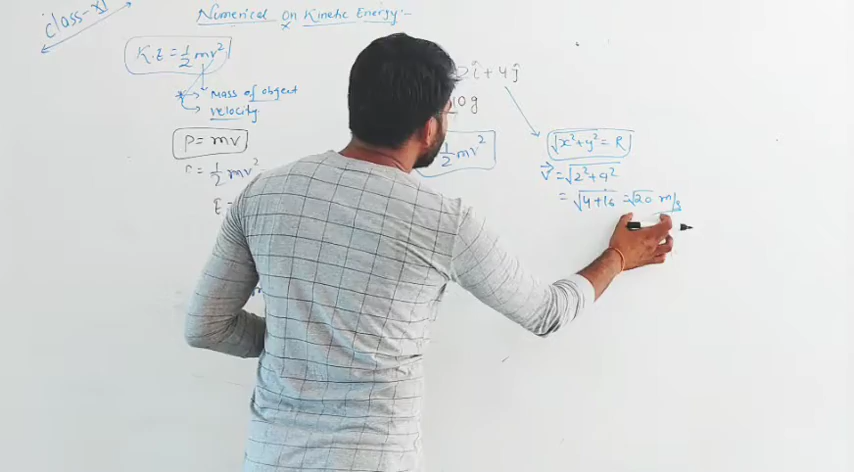 class-XI
Numerical On Kinetic Energy-
K.E = 1/2 mv²
→ Mass of object
→ velocity
P = mv
= 1/2 mv²
2î + 4ĵ
10g
1/2 mv²
√x²+y² = R
V⃗ = √2²+4²
= √4+16 = √20 m/s